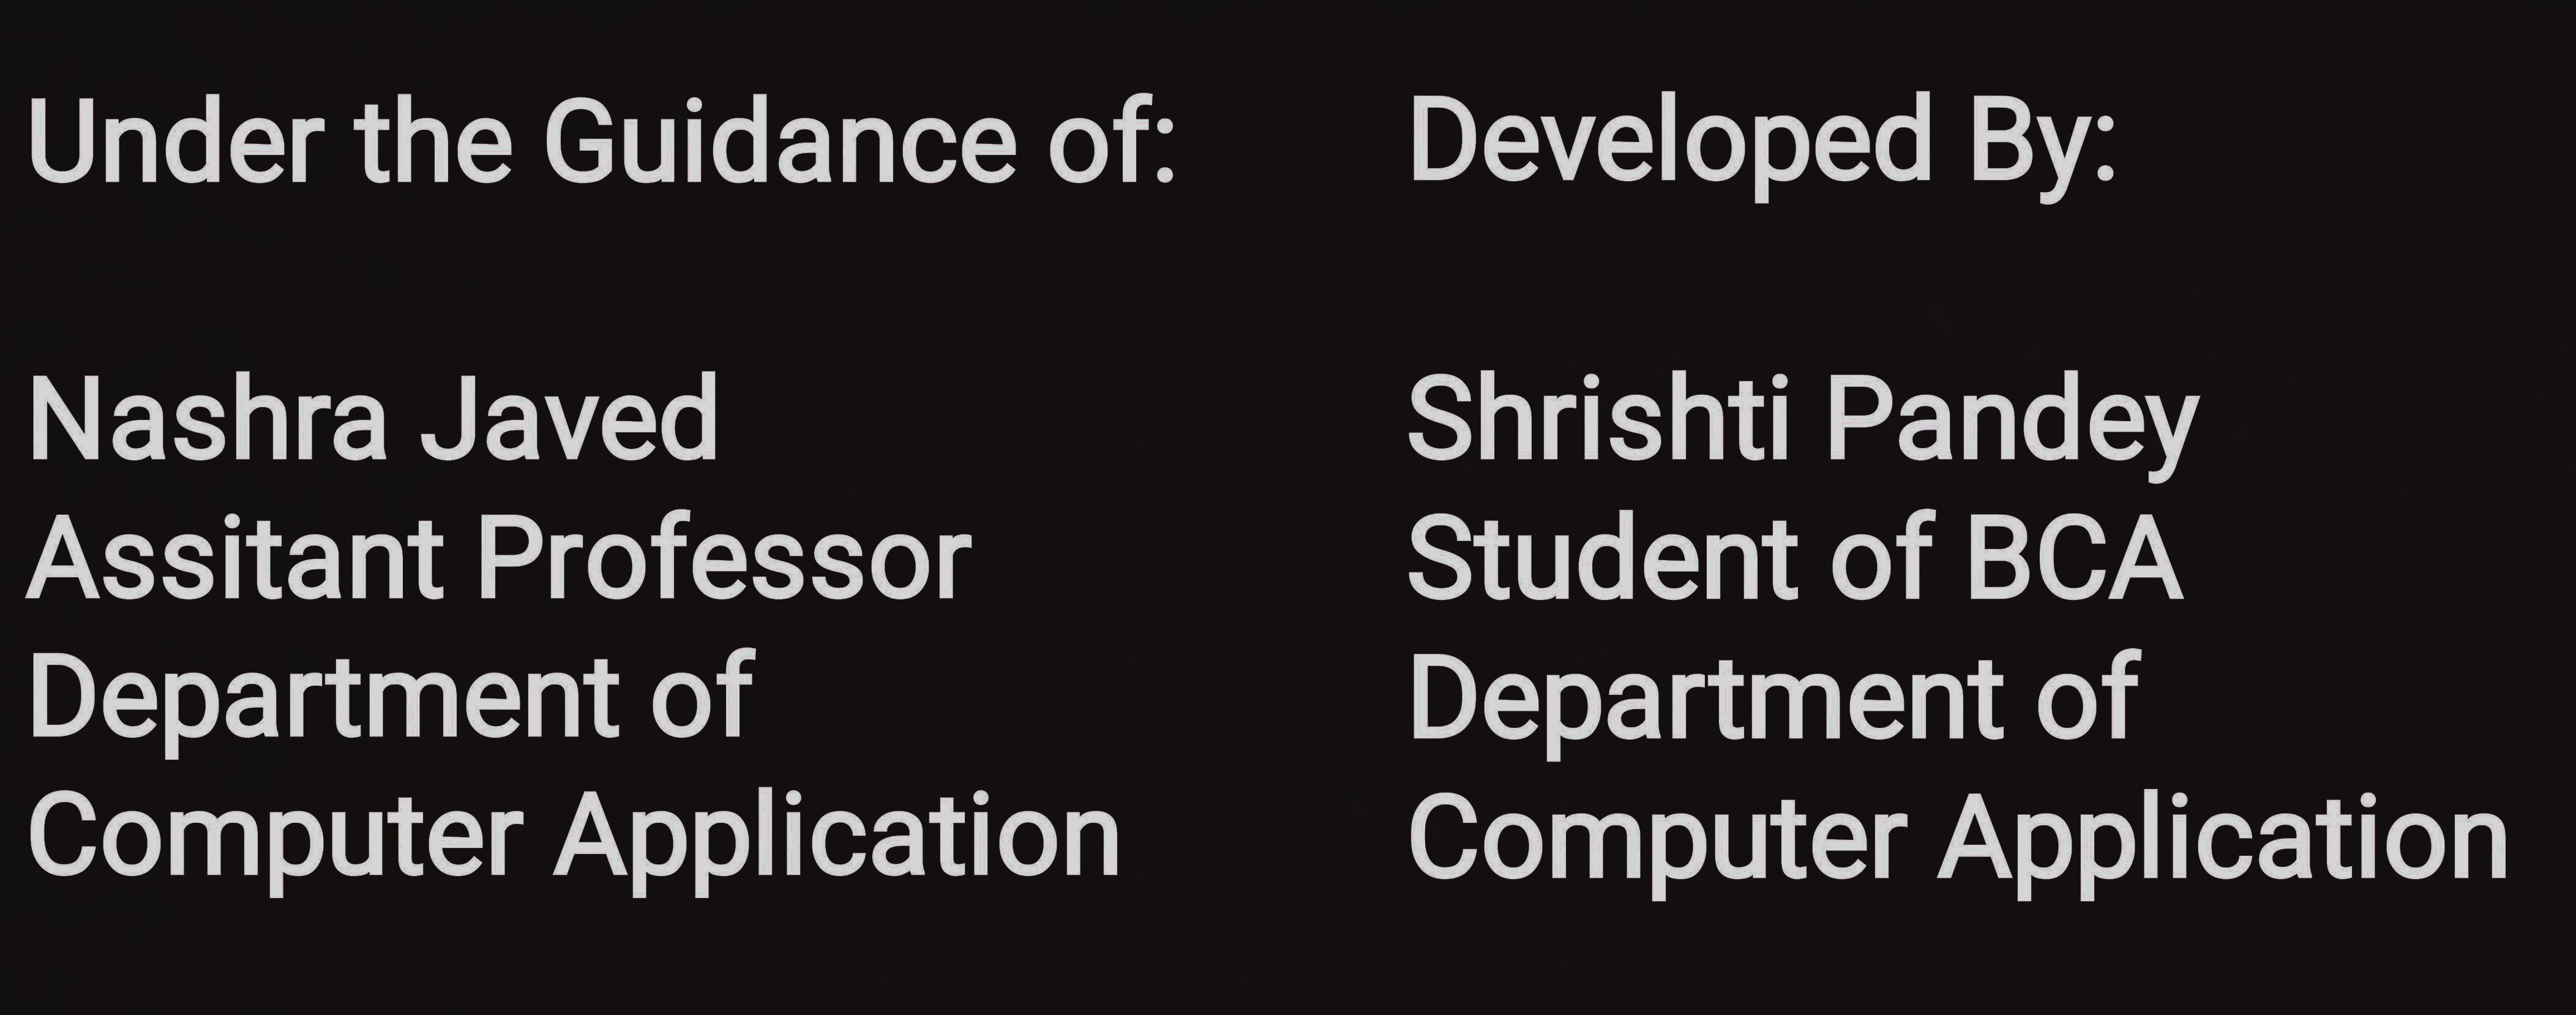 Under the Guidance of:
Nashra Javed
Assitant Professor
Department of
Computer Application
Developed By:
Shrishti Pandey
Student of BCA
Department of
Computer Application